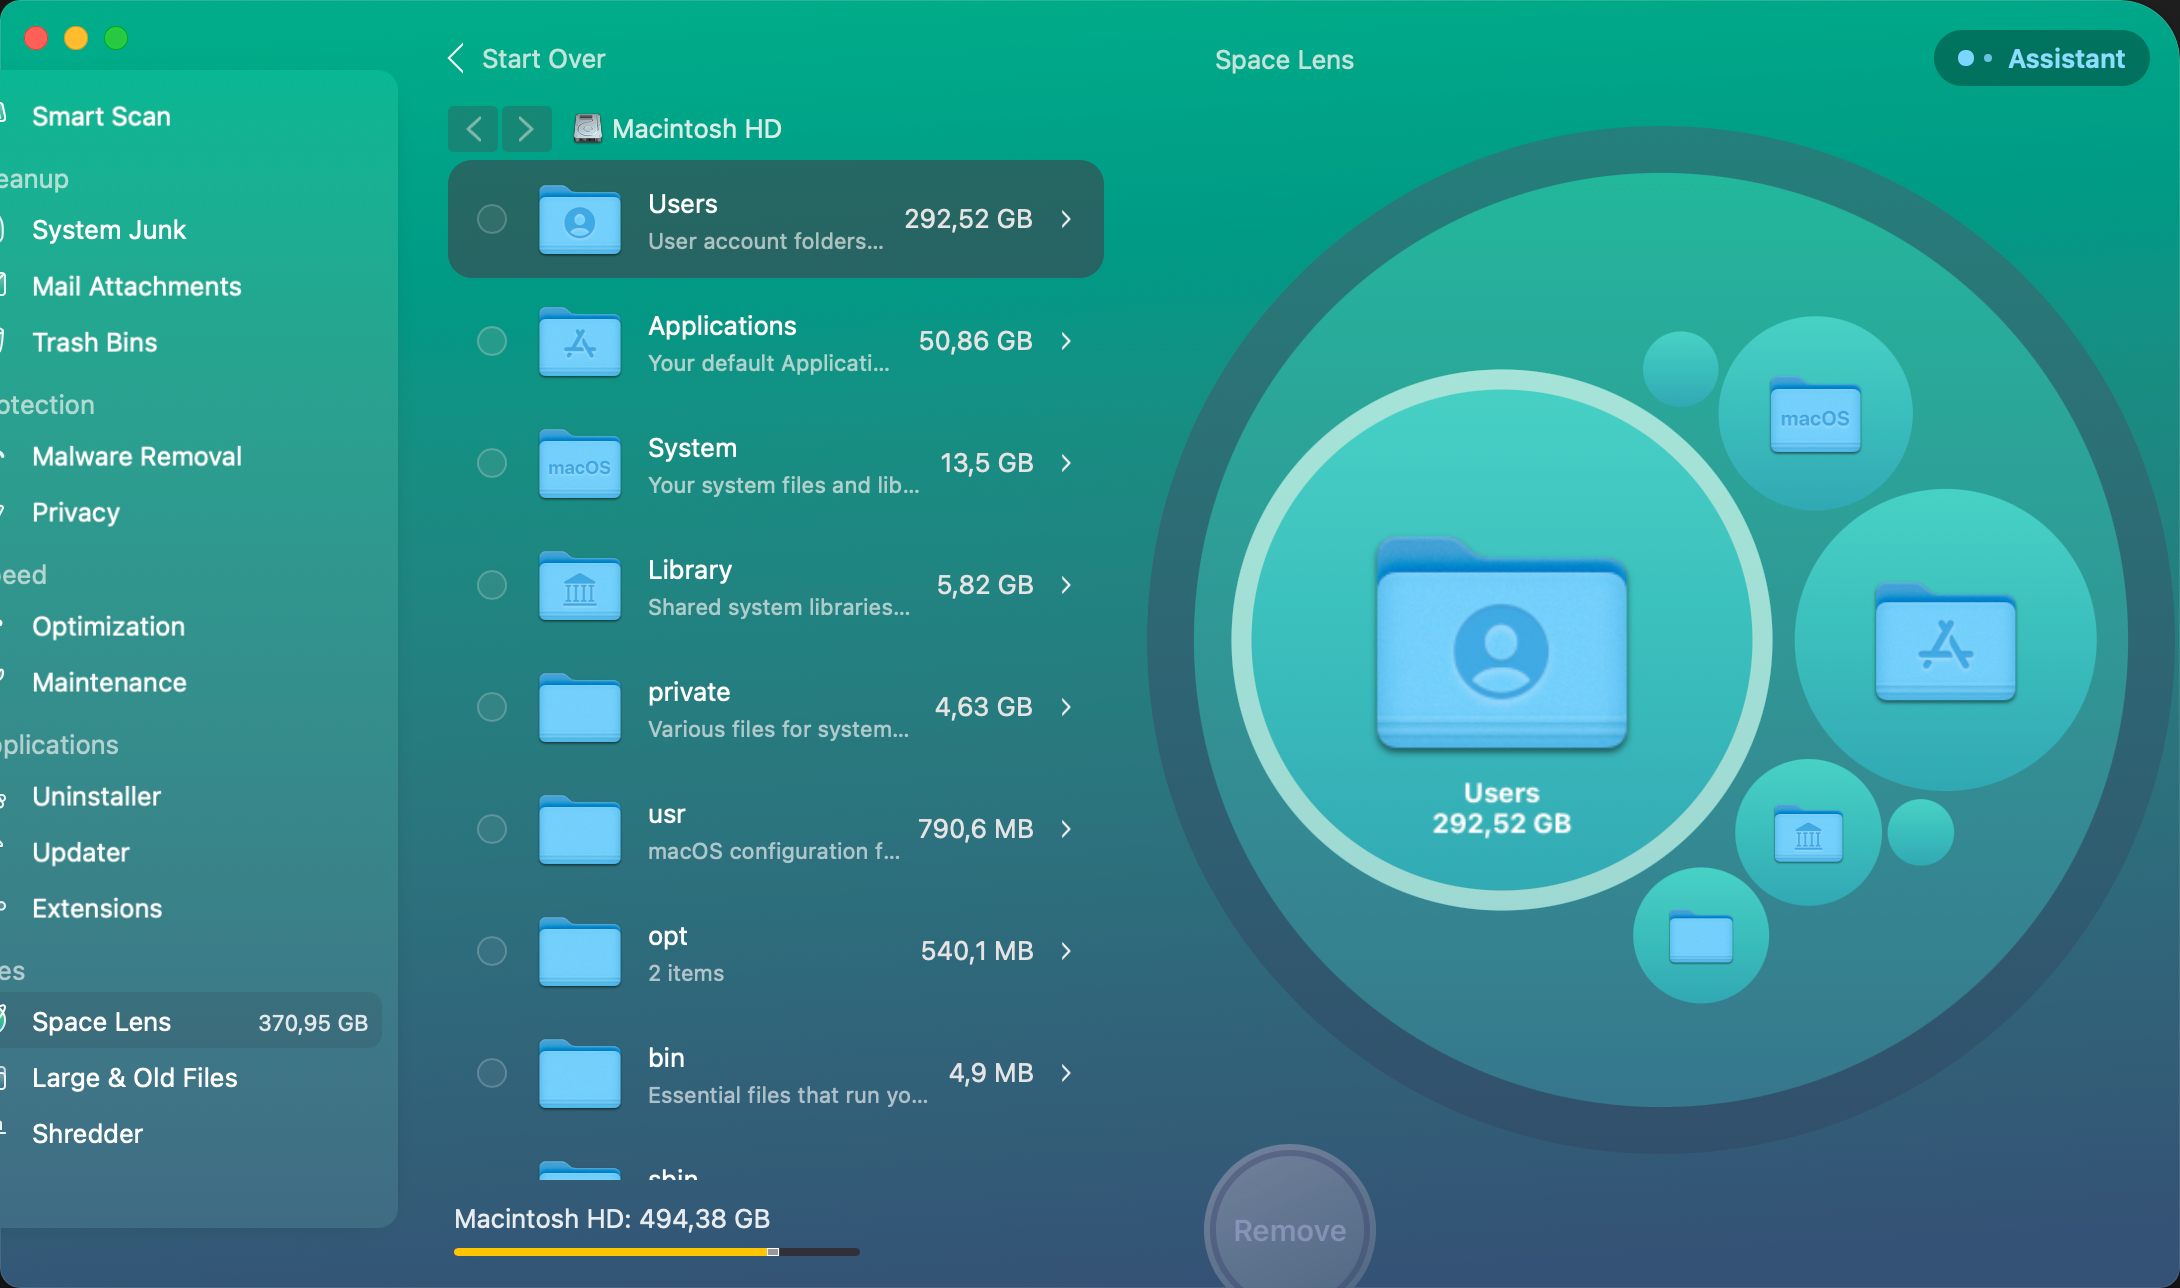 Start Over
Space Lens
Assistant
Smart Scan
eanup
System Junk
Mail Attachments
Trash Bins
otection
Malware Removal
Privacy
eed
Optimization
Maintenance
plications
Uninstaller
Updater
Extensions
es
Space Lens 370,95 GB
Large & Old Files
Shredder
Macintosh HD
Users
User account folders...
292,52 GB
Applications
Your default Applicati...
50,86 GB
System
Your system files and lib...
13,5 GB
macOS
Library
Shared system libraries...
5,82 GB
private
Various files for system...
4,63 GB
usr
macOS configuration f...
790,6 MB
opt
2 items
540,1 MB
bin
Essential files that run yo...
4,9 MB
sbin
Macintosh HD: 494,38 GB
macOS
Users
292,52 GB
Remove